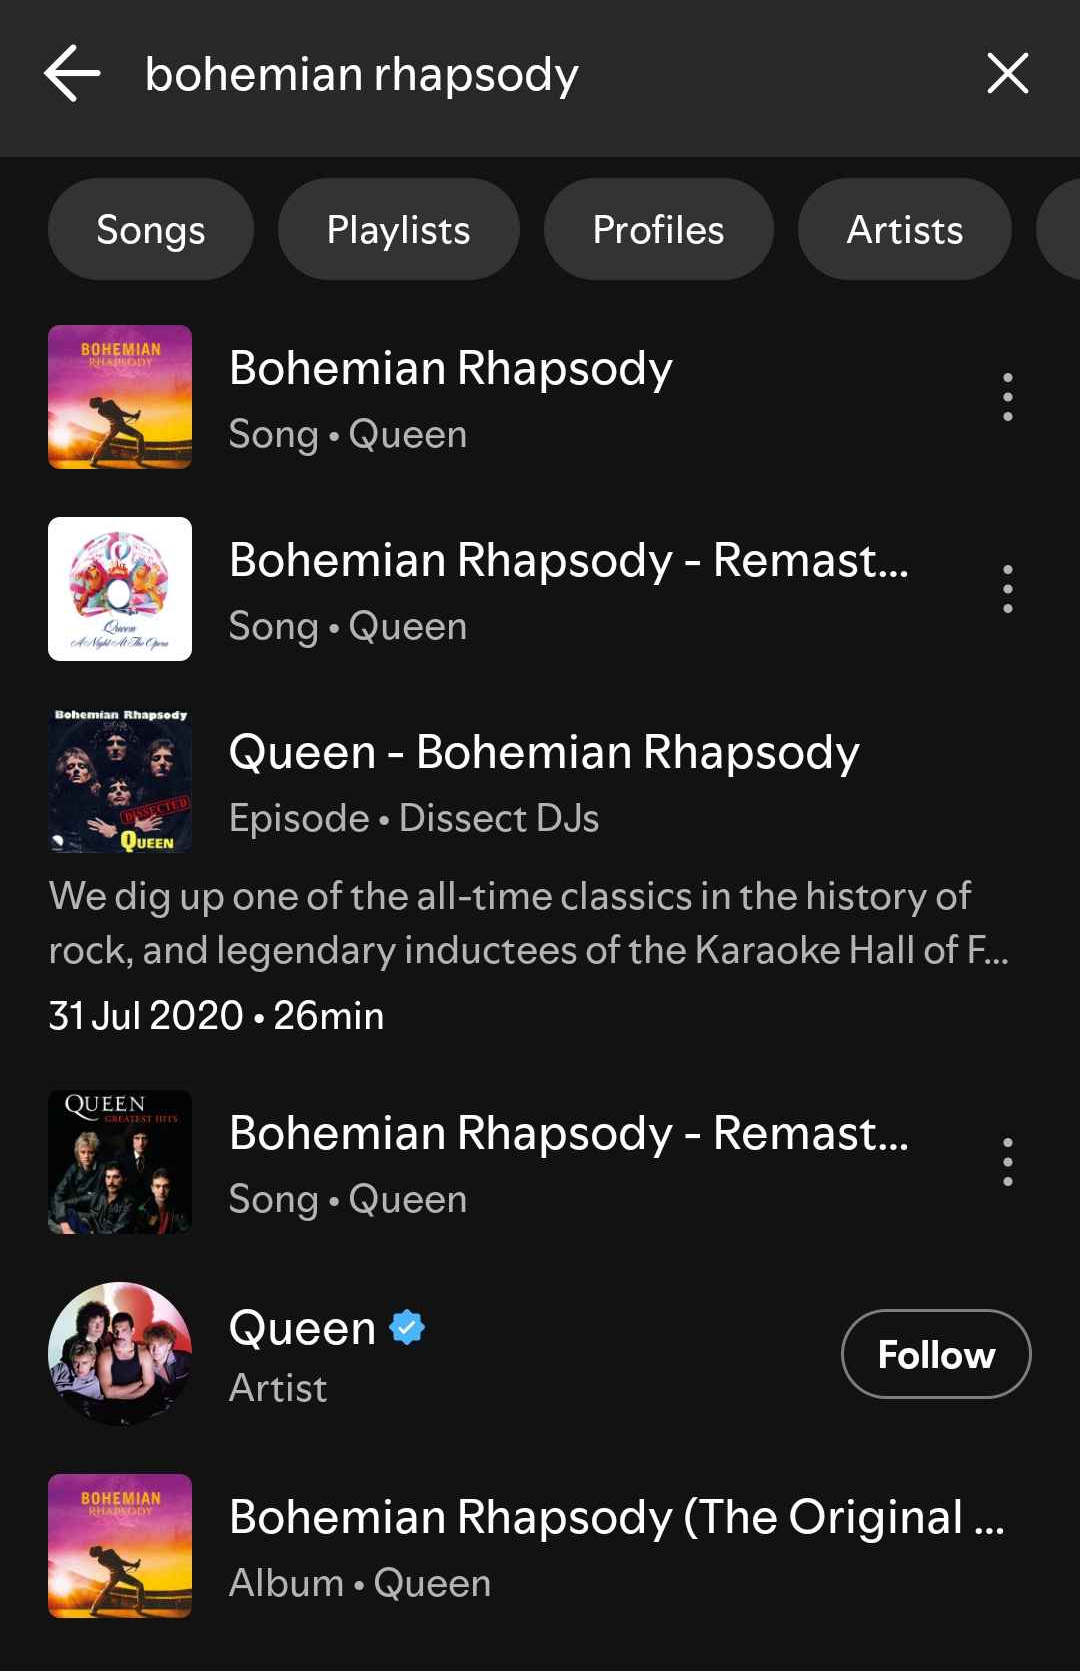 bohemian rhapsody
Songs
Playlists
Profiles
Artists
BOHEMIAN
RHAPSODY
Bohemian Rhapsody
Song • Queen
Queen
A Night At The Opera
Bohemian Rhapsody - Remast...
Song • Queen
Bohemian Rhapsody
DISSECTED
QUEEN
Queen - Bohemian Rhapsody
Episode • Dissect DJs
We dig up one of the all-time classics in the history of
rock, and legendary inductees of the Karaoke Hall of F...
31 Jul 2020 • 26min
QUEEN
GREATEST HITS
Bohemian Rhapsody - Remast...
Song • Queen
Queen
Artist
Follow
BOHEMIAN
RHAPSODY
Bohemian Rhapsody (The Original ...
Album • Queen